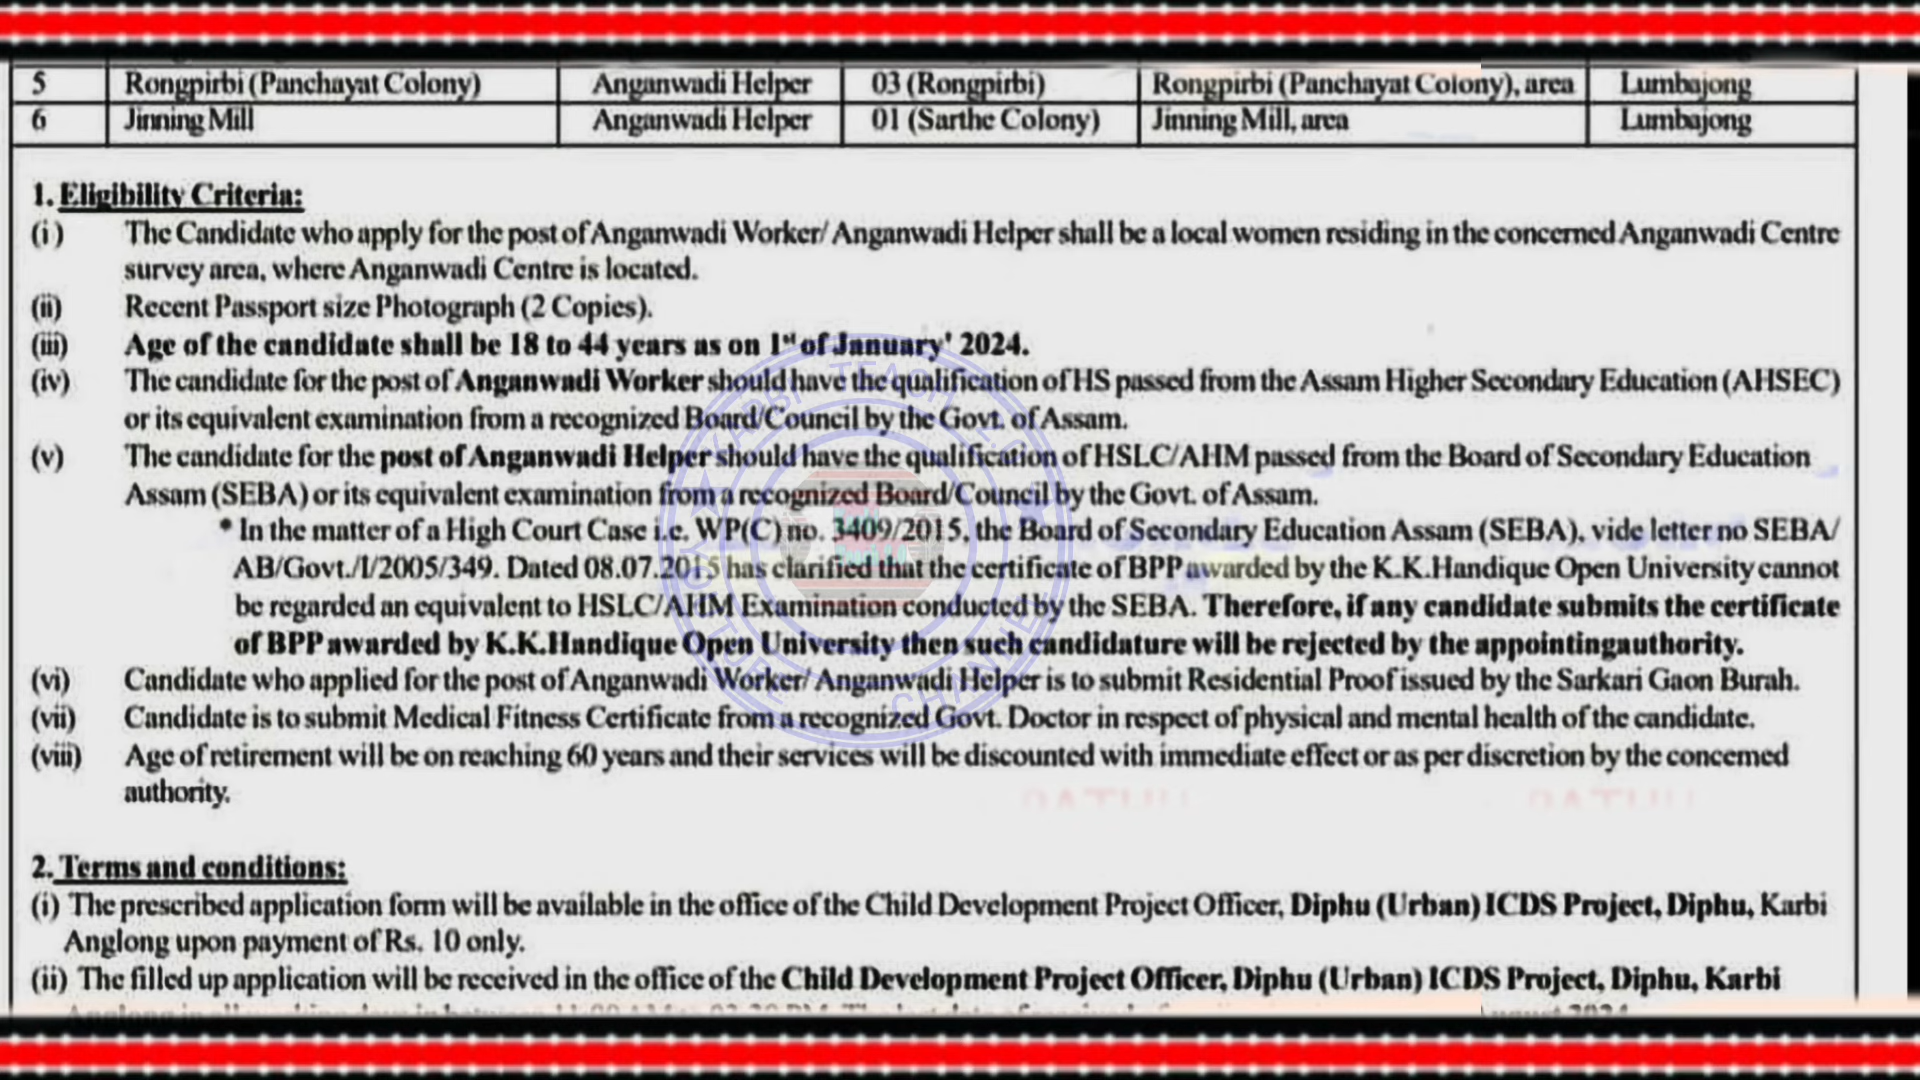 5 Rongpirbi (Panchayat Colony) Anganwadi Helper 03 (Rongpirbi) Rongpirbi (Panchayat Colony), area Lumbajong
6 Jinning Mill Anganwadi Helper 01 (Sarthe Colony) Jinning Mill, area Lumbajong
1. Eligibility Criteria:
(i) The Candidate who apply for the post of Anganwadi Worker/ Anganwadi Helper shall be a local women residing in the concerned Anganwadi Centre
survey area, where Anganwadi Centre is located.
(ii) Recent Passport size Photograph (2 Copies).
(iii) Age of the candidate shall be 18 to 44 years as on 1st of January' 2024.
(iv) The candidate for the post of Anganwadi Worker should have the qualification of HS passed from the Assam Higher Secondary Education (AHSEC)
or its equivalent examination from a recognized Board/Council by the Govt. of Assam.
(v) The candidate for the post of Anganwadi Helper should have the qualification of HSLC/AHM passed from the Board of Secondary Education
Assam (SEBA) or its equivalent examination from a recognized Board/Council by the Govt. of Assam.
* In the matter of a High Court Case i.e. WP(C) no. 3409/2015, the Board of Secondary Education Assam (SEBA), vide letter no SEBA/
AB/Govt./I/2005/349. Dated 08.07.2015 has clarified that the certificate of BPP awarded by the K.K.Handique Open University cannot
be regarded an equivalent to HSLC/AHM Examination conducted by the SEBA. Therefore, if any candidate submits the certificate
of BPP awarded by K.K.Handique Open University then such candidature will be rejected by the appointingauthority.
(vi) Candidate who applied for the post of Anganwadi Worker/ Anganwadi Helper is to submit Residential Proof issued by the Sarkari Gaon Burah.
(vii) Candidate is to submit Medical Fitness Certificate from a recognized Govt. Doctor in respect of physical and mental health of the candidate.
(viii) Age of retirement will be on reaching 60 years and their services will be discounted with immediate effect or as per discretion by the concerned
authority.
2. Terms and conditions:
(i) The prescribed application form will be available in the office of the Child Development Project Officer, Diphu (Urban) ICDS Project, Diphu, Karbi
Anglong upon payment of Rs. 10 only.
(ii) The filled up application will be received in the office of the Child Development Project Officer, Diphu (Urban) ICDS Project, Diphu, Karbi